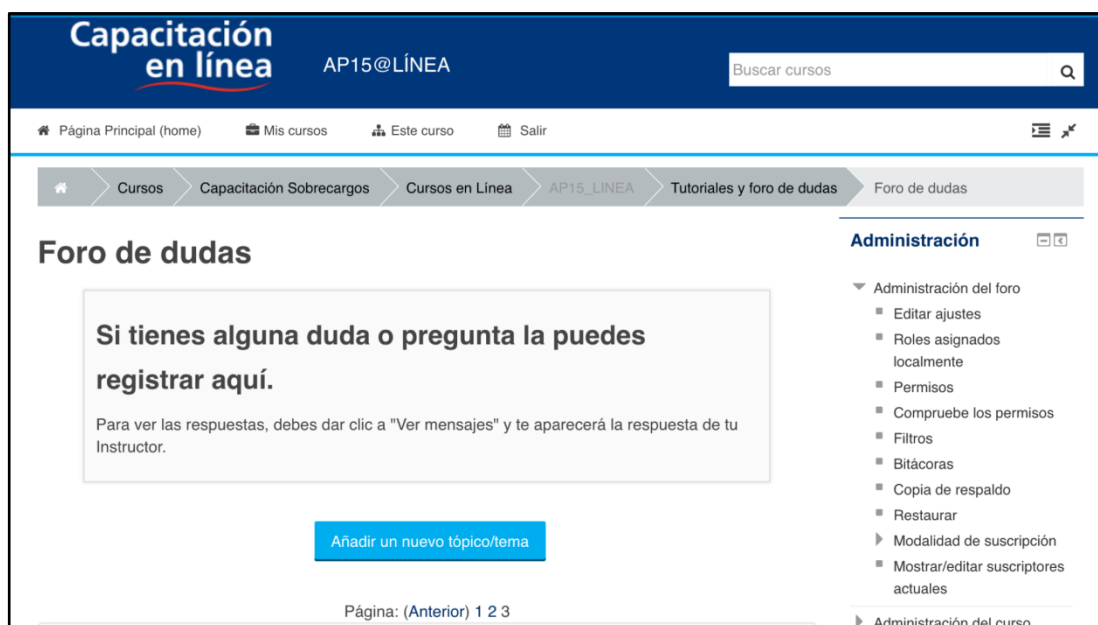 Capacitación
en línea
AP15@LÍNEA
Buscar cursos
Página Principal (home) Mis cursos Este curso Salir
Cursos Capacitación Sobrecargos Cursos en Línea AP15_LINEA Tutoriales y foro de dudas Foro de dudas
Foro de dudas
Si tienes alguna duda o pregunta la puedes
registrar aquí.
Para ver las respuestas, debes dar clic a "Ver mensajes" y te aparecerá la respuesta de tu
Instructor.
Añadir un nuevo tópico/tema
Página: (Anterior) 1 2 3
Administración
Administración del foro
Editar ajustes
Roles asignados
localmente
Permisos
Compruebe los permisos
Filtros
Bitácoras
Copia de respaldo
Restaurar
Modalidad de suscripción
Mostrar/editar suscriptores
actuales
Administración del curso